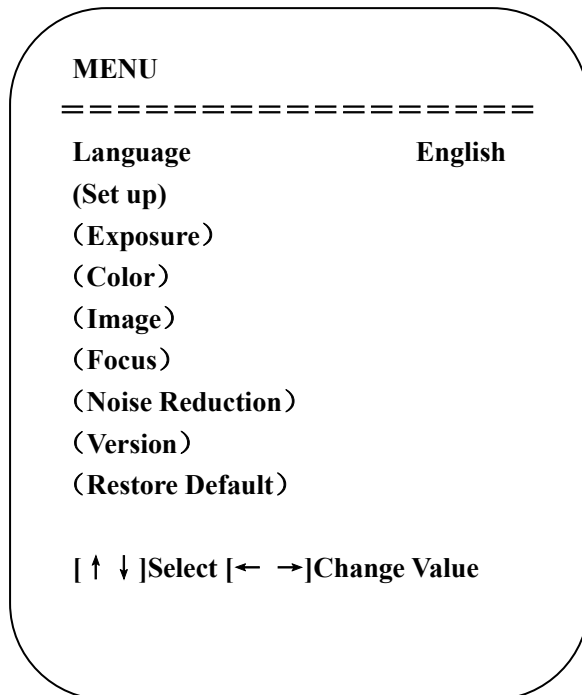 MENU
==================
Language English
(Set up)
（Exposure）
（Color）
（Image）
（Focus）
（Noise Reduction）
（Version）
（Restore Default）
[↑ ↓]Select [← →]Change Value